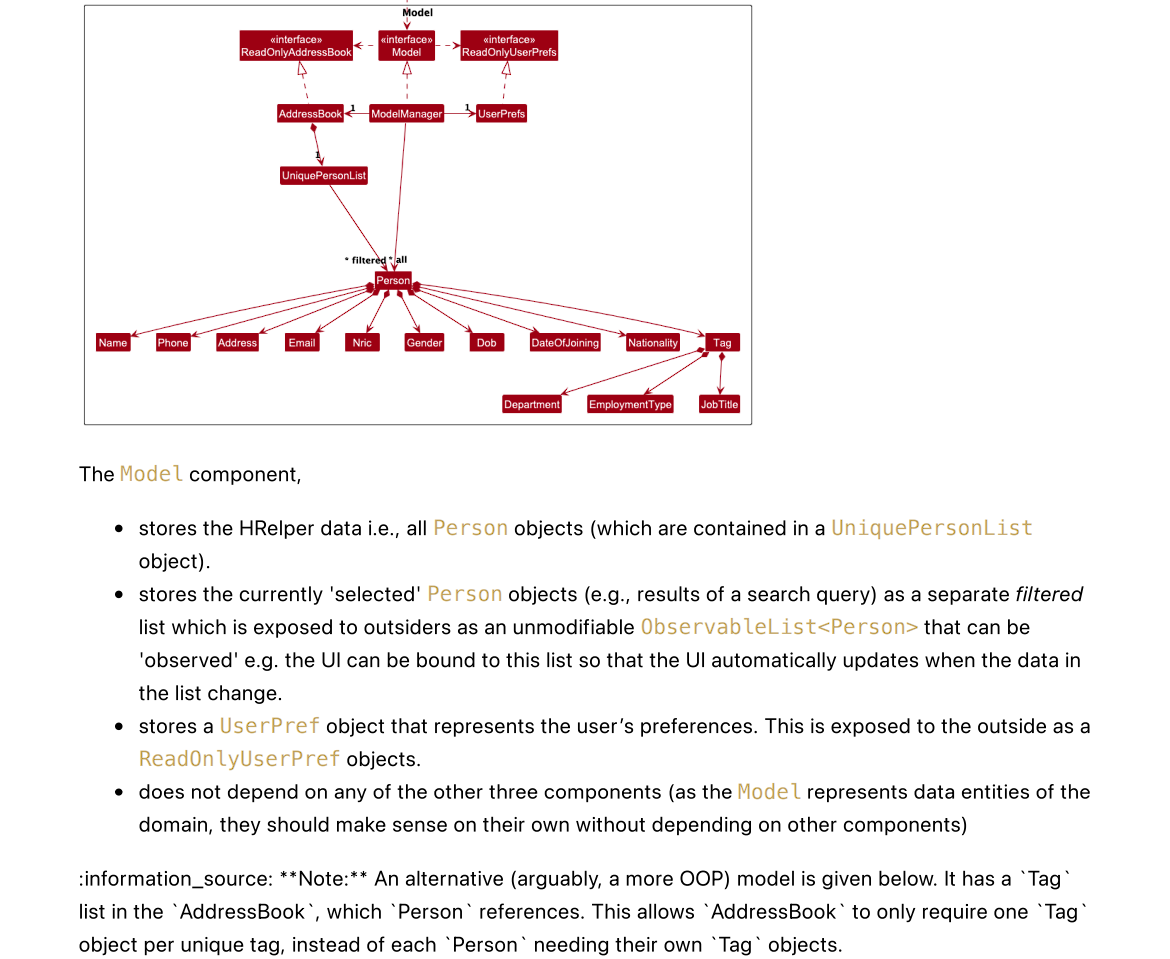 Model
«interface»
ReadOnlyAddressBook
«interface»
Model
«interface»
ReadOnlyUserPrefs
AddressBook
1
ModelManager
1
UserPrefs
1
UniquePersonList
* filtered * all
Person
Name Phone Address Email Nric Gender Dob DateOfJoining Nationality Tag
Department EmploymentType JobTitle
The Model component,
• stores the HRelper data i.e., all Person objects (which are contained in a UniquePersonList
object).
• stores the currently 'selected' Person objects (e.g., results of a search query) as a separate filtered
list which is exposed to outsiders as an unmodifiable ObservableList<Person> that can be
'observed' e.g. the UI can be bound to this list so that the UI automatically updates when the data in
the list change.
• stores a UserPref object that represents the user’s preferences. This is exposed to the outside as a
ReadOnlyUserPref objects.
• does not depend on any of the other three components (as the Model represents data entities of the
domain, they should make sense on their own without depending on other components)
:information_source: **Note:** An alternative (arguably, a more OOP) model is given below. It has a `Tag`
list in the `AddressBook`, which `Person` references. This allows `AddressBook` to only require one `Tag`
object per unique tag, instead of each `Person` needing their own `Tag` objects.